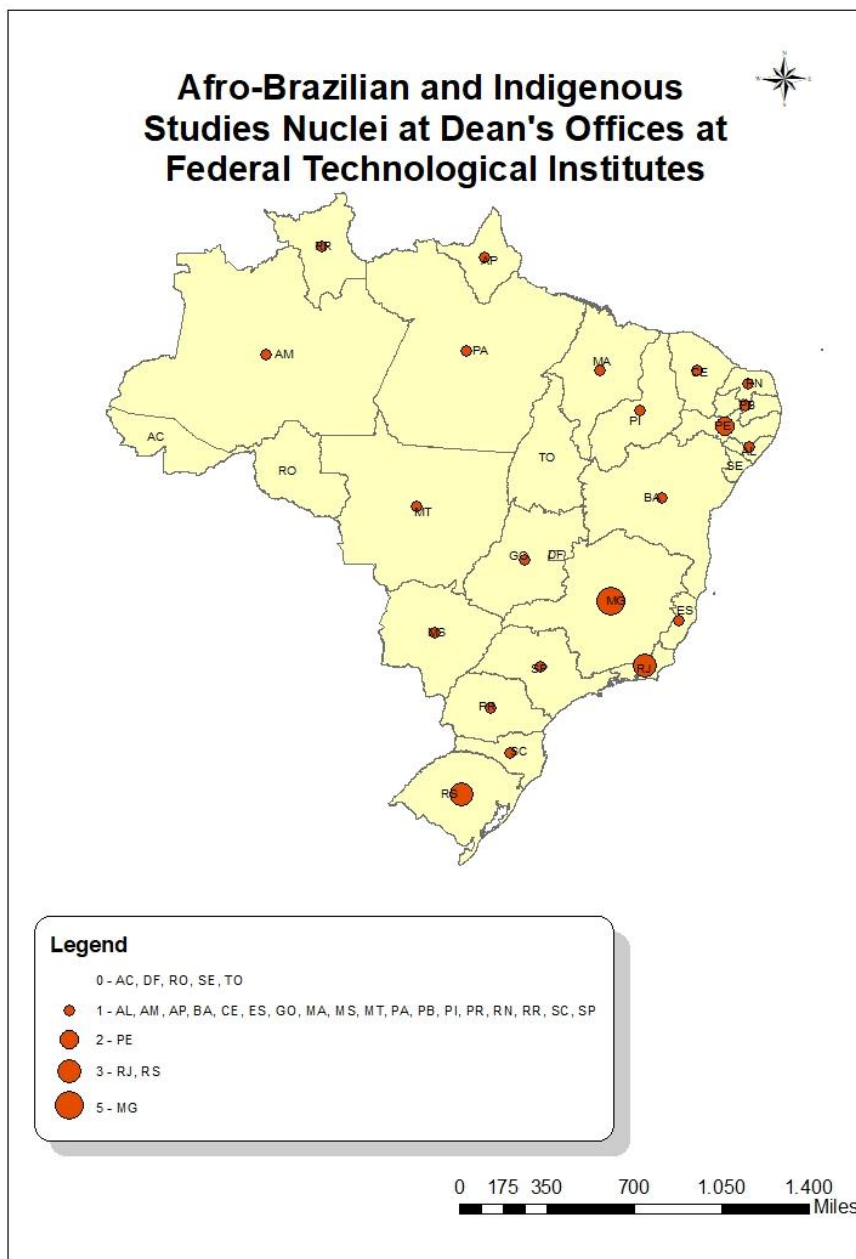 Afro-Brazilian and Indigenous
Studies Nuclei at Dean's Offices at
Federal Technological Institutes
N
W
E
S
RR
AP
AM
PA
MA
CE
RN
PB
PI
PE
AL
AC
TO
SE
RO
BA
MT
GO
DF
MG
ES
MS
SP
RJ
PR
SC
RS
Legend
0 - AC, DF, RO, SE, TO
1 - AL, AM, AP, BA, CE, ES, GO, MA, MS, MT, PA, PB, PI, PR, RN, RR, SC, SP
2 - PE
3 - RJ, RS
5 - MG
0 175 350 700 1.050 1.400
Miles